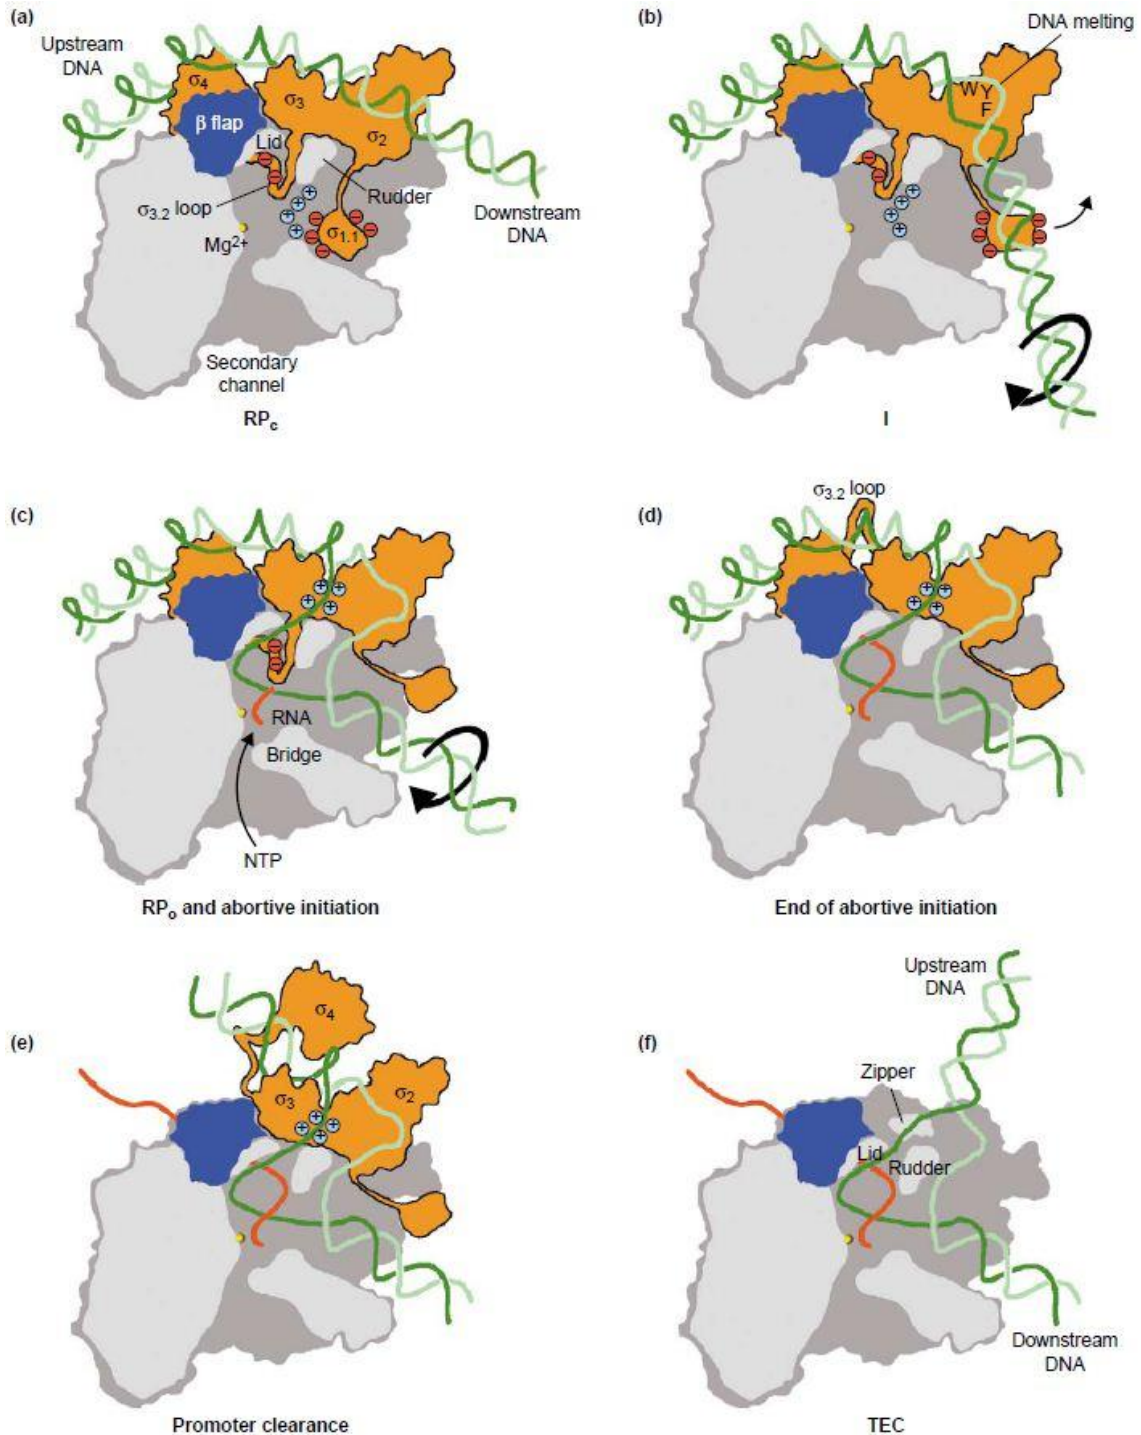 (a)
Upstream
DNA
σ4
β flap
σ3
σ2
Lid
Rudder
σ3.2 loop
Mg2+
σ1.1
Downstream
DNA
Secondary
channel
RPc
(b)
DNA melting
W Y
F
I
(c)
RNA
Bridge
NTP
RPo and abortive initiation
(d)
σ3.2 loop
End of abortive initiation
(e)
σ4
σ3
σ2
Promoter clearance
(f)
Upstream
DNA
Zipper
Lid
Rudder
Downstream
DNA
TEC